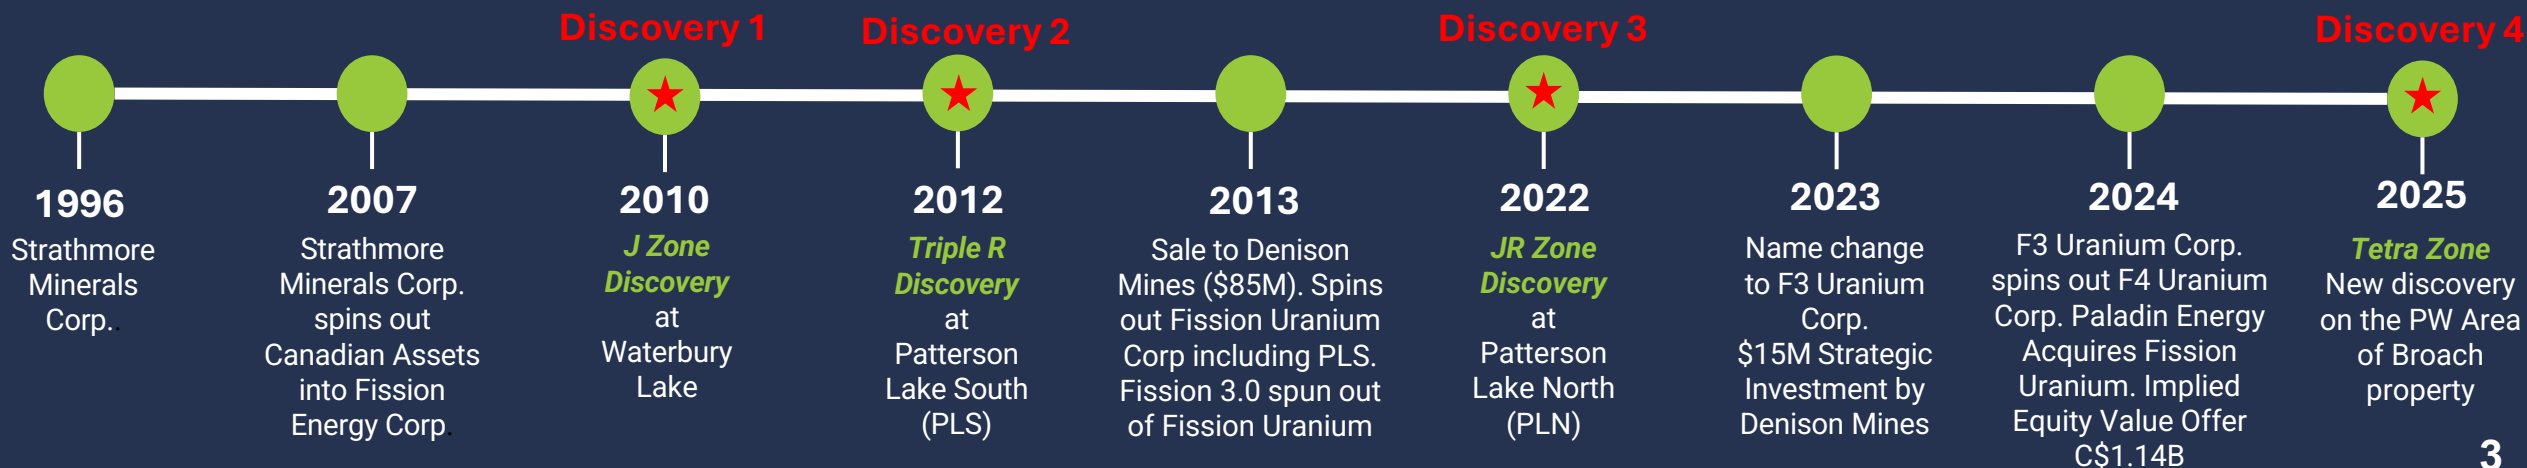 Discovery 1
Discovery 2
Discovery 3
Discovery 4
1996
Strathmore
Minerals
Corp..
2007
Strathmore
Minerals Corp.
spins out
Canadian Assets
into Fission
Energy Corp.
2010
J Zone
Discovery
at
Waterbury
Lake
2012
Triple R
Discovery
at
Patterson
Lake South
(PLS)
2013
Sale to Denison
Mines ($85M). Spins
out Fission Uranium
Corp including PLS.
Fission 3.0 spun out
of Fission Uranium
2022
JR Zone
Discovery
at
Patterson
Lake North
(PLN)
2023
Name change
to F3 Uranium
Corp.
$15M Strategic
Investment by
Denison Mines
2024
F3 Uranium Corp.
spins out F4 Uranium
Corp. Paladin Energy
Acquires Fission
Uranium. Implied
Equity Value Offer
C$1.14B
2025
Tetra Zone
New discovery
on the PW Area
of Broach
property
3